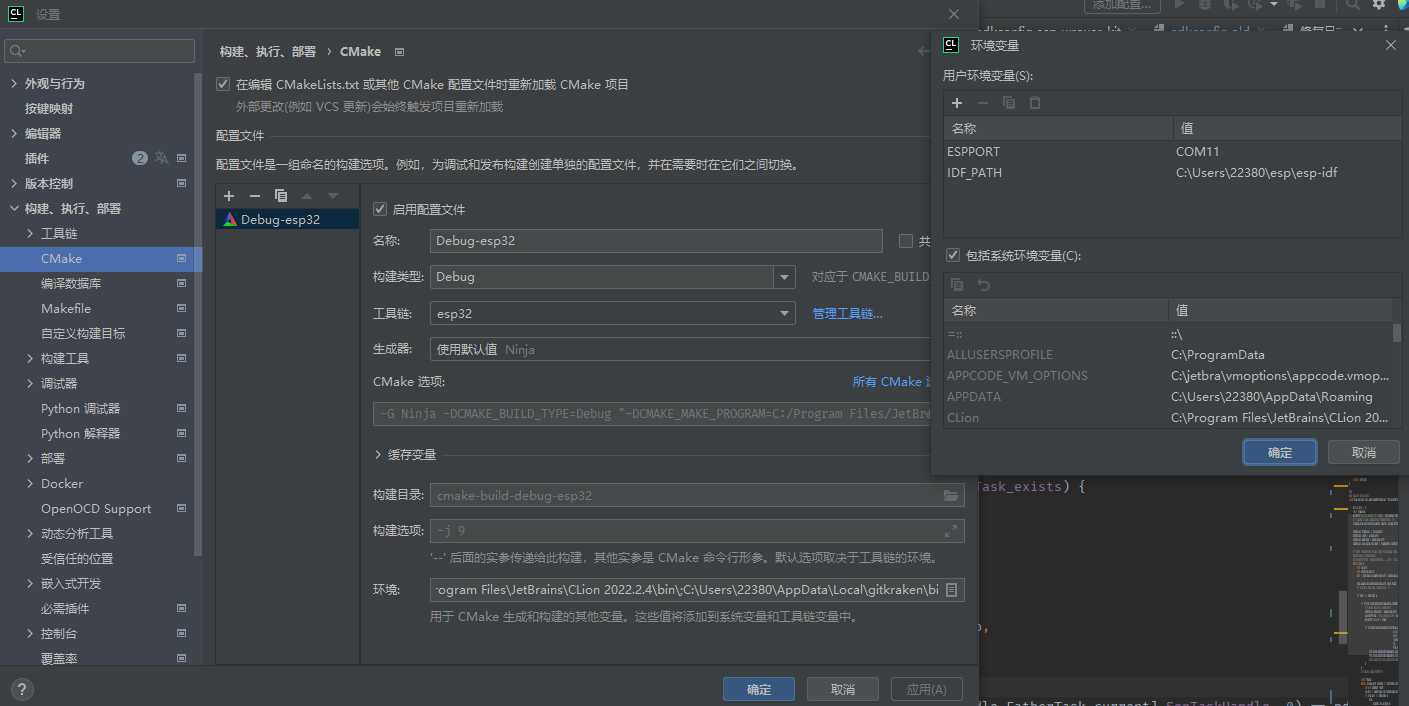 设置
添加配置...
外观与行为
按键映射
编辑器
插件
2
版本控制
构建、执行、部署
工具链
CMake
编译数据库
Makefile
自定义构建目标
构建工具
调试器
Python 调试器
Python 解释器
部署
Docker
OpenOCD Support
动态分析工具
受信任的位置
嵌入式开发
必需插件
控制台
覆盖率
构建、执行、部署 › CMake
在编辑 CMakeLists.txt 或其他 CMake 配置文件时重新加载 CMake 项目
外部更改(例如 VCS 更新)会始终触发项目重新加载
配置文件
配置文件是一组命名的构建选项。例如，为调试和发布构建创建单独的配置文件，并在需要时在它们之间切换。
Debug-esp32
启用配置文件
名称: Debug-esp32 共
构建类型: Debug 对应于 CMAKE_BUILD_
工具链: esp32 管理工具链...
生成器: 使用默认值 Ninja
CMake 选项: 所有 CMake
-G Ninja -DCMAKE_BUILD_TYPE=Debug "-DCMAKE_MAKE_PROGRAM=C:/Program Files/JetBr
缓存变量
构建目录: cmake-build-debug-esp32
构建选项: -j 9
'--' 后面的实参传递给此构建，其他实参是 CMake 命令行形参。默认选项取决于工具链的环境。
环境: rogram Files\JetBrains\CLion 2022.2.4\bin\;C:\Users\22380\AppData\Local\gitkraken\bi
用于 CMake 生成和构建的其他变量。这些值将添加到系统变量和工具链变量中。
?
确定 取消 应用(A)
环境变量
用户环境变量(S):
名称 值
ESPPORT COM11
IDF_PATH C:\Users\22380\esp\esp-idf
包括系统环境变量(C):
名称 值
=:: ::\
ALLUSERSPROFILE C:\ProgramData
APPCODE_VM_OPTIONS C:\jetbra\vmoptions\appcode.vmop...
APPDATA C:\Users\22380\AppData\Roaming
CLion C:\Program Files\JetBrains\CLion 20...
确定 取消
Task_exists) {